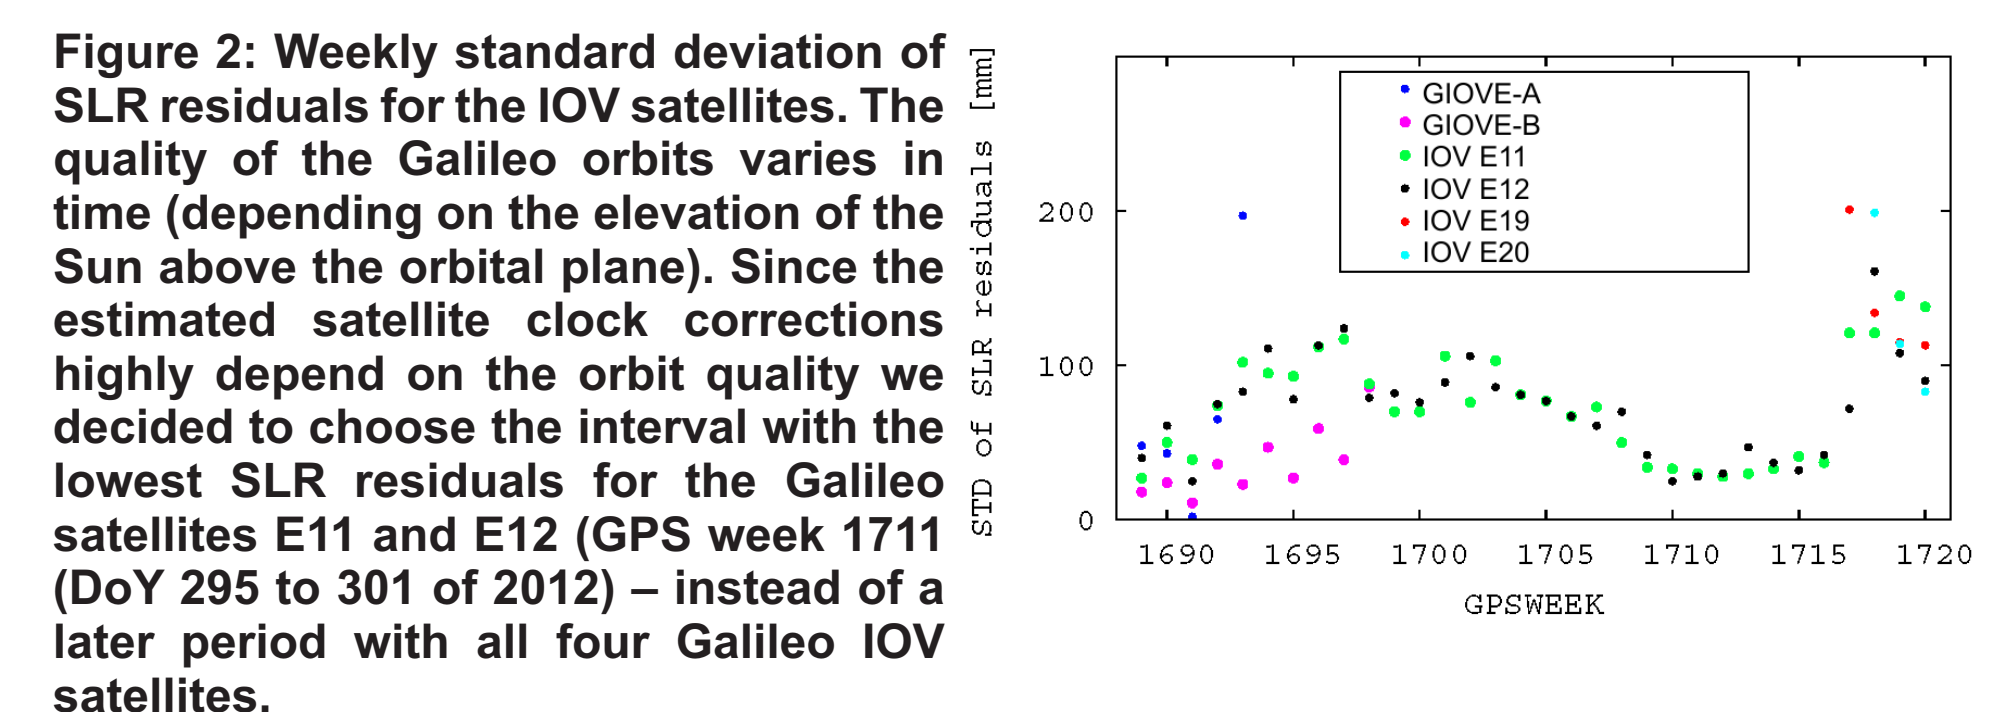 Figure 2: Weekly standard deviation of
SLR residuals for the IOV satellites. The
quality of the Galileo orbits varies in
time (depending on the elevation of the
Sun above the orbital plane). Since the
estimated satellite clock corrections
highly depend on the orbit quality we
decided to choose the interval with the
lowest SLR residuals for the Galileo
satellites E11 and E12 (GPS week 1711
(DoY 295 to 301 of 2012) – instead of a
later period with all four Galileo IOV
satellites.
STD of SLR residuals [mm]
GIOVE-A
GIOVE-B
IOV E11
IOV E12
IOV E19
IOV E20
200
100
0
1690 1695 1700 1705 1710 1715 1720
GPSWEEK